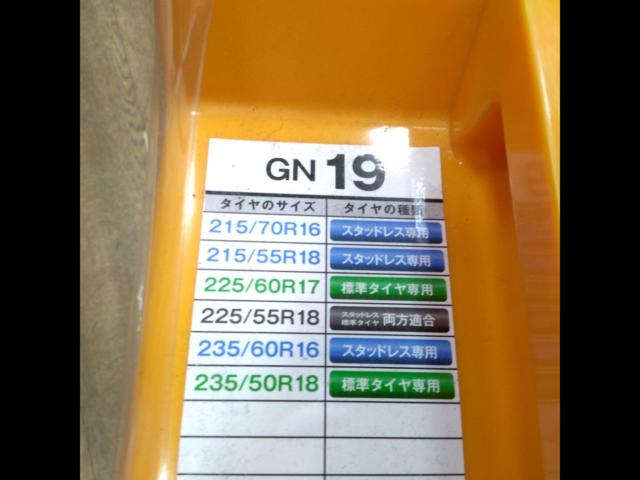 GN 19
タイヤのサイズ タイヤの種類
215/70R16 スタッドレス専用
215/55R18 スタッドレス専用
225/60R17 標準タイヤ専用
225/55R18 スタッドレス 標準タイヤ 両方適合
235/60R16 スタッドレス専用
235/50R18 標準タイヤ専用